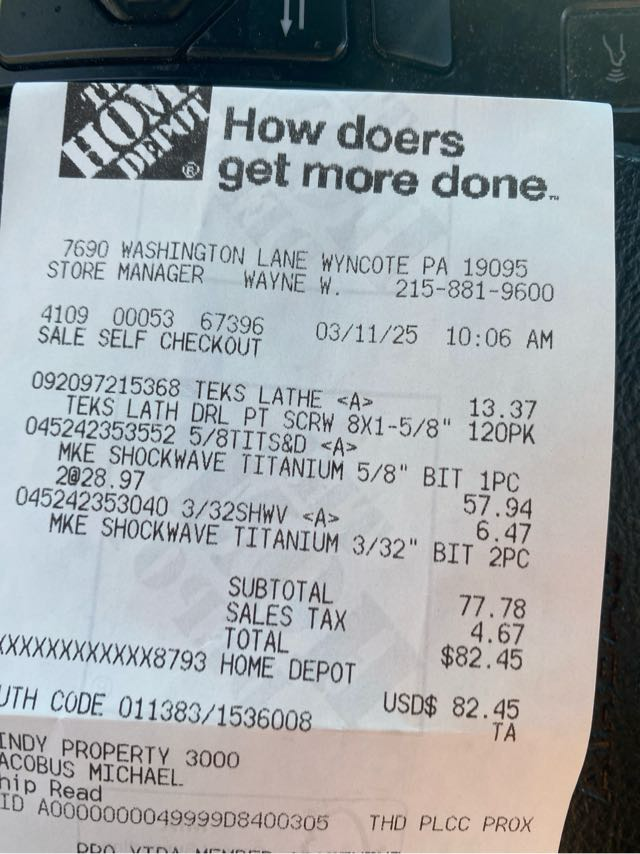 THE
HOME
DEPOT
®
How doers
get more done.™
7690 WASHINGTON LANE WYNCOTE PA 19095
STORE MANAGER WAYNE W. 215-881-9600
4109 00053 67396 03/11/25 10:06 AM
SALE SELF CHECKOUT
092097215368 TEKS LATHE <A> 13.37
TEKS LATH DRL PT SCRW 8X1-5/8" 120PK
045242353552 5/8TITS&D <A>
MKE SHOCKWAVE TITANIUM 5/8" BIT 1PC
2@28.97 57.94
045242353040 3/32SHWV <A> 6.47
MKE SHOCKWAVE TITANIUM 3/32" BIT 2PC
SUBTOTAL 77.78
SALES TAX 4.67
TOTAL $82.45
XXXXXXXXXXXX8793 HOME DEPOT
USD$ 82.45
UTH CODE 011383/1536008 TA
INDY PROPERTY 3000
ACOBUS MICHAEL
hip Read
ID A0000000049999D8400305 THD PLCC PROX